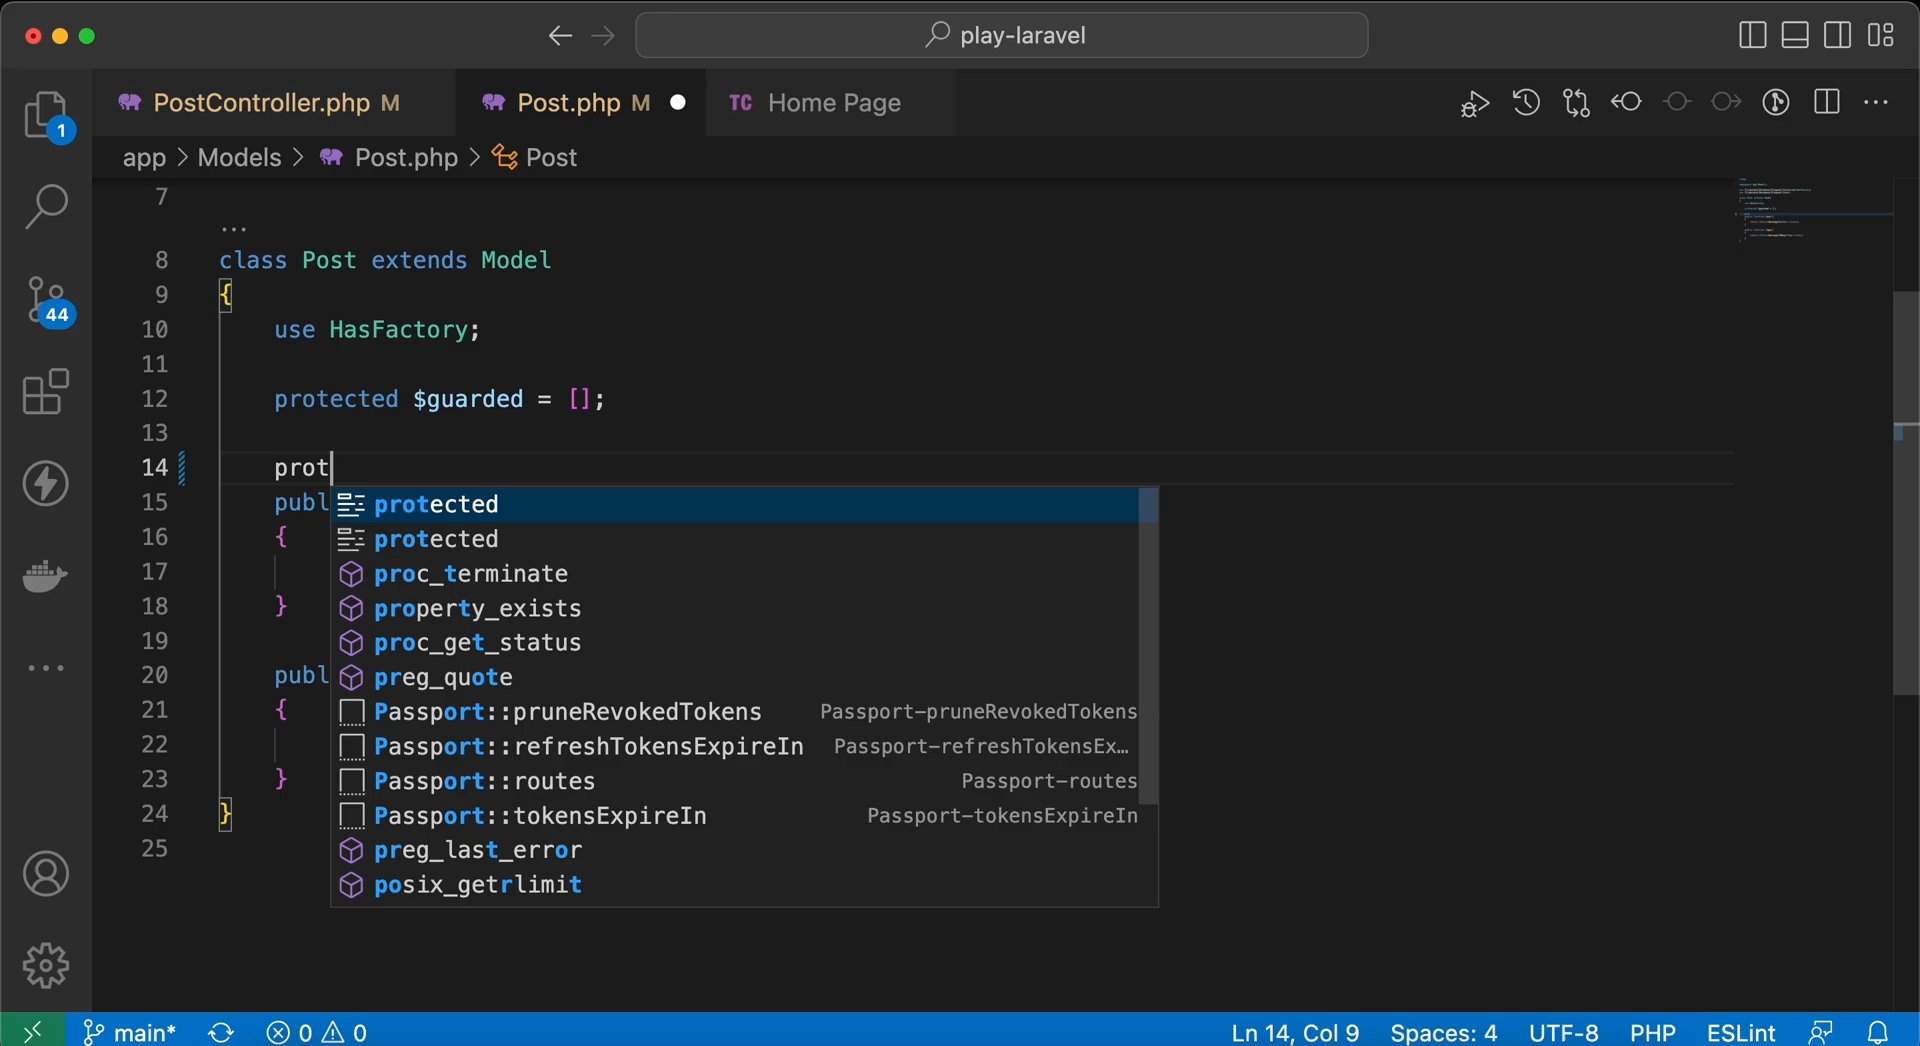 play-laravel
PostController.php M
Post.php M
TC Home Page
1
app > Models > Post.php > Post
7
...
8 class Post extends Model
9 {
10 use HasFactory;
11
12 protected $guarded = [];
13
14 prot
15 publ
16 {
17
18 }
19
20 publ
21 {
22
23 }
24 }
25
protected
protected
proc_terminate
property_exists
proc_get_status
preg_quote
Passport::pruneRevokedTokens Passport-pruneRevokedTokens
Passport::refreshTokensExpireIn Passport-refreshTokensEx…
Passport::routes Passport-routes
Passport::tokensExpireIn Passport-tokensExpireIn
preg_last_error
posix_getrlimit
44
main* 0 0 Ln 14, Col 9 Spaces: 4 UTF-8 PHP ESLint